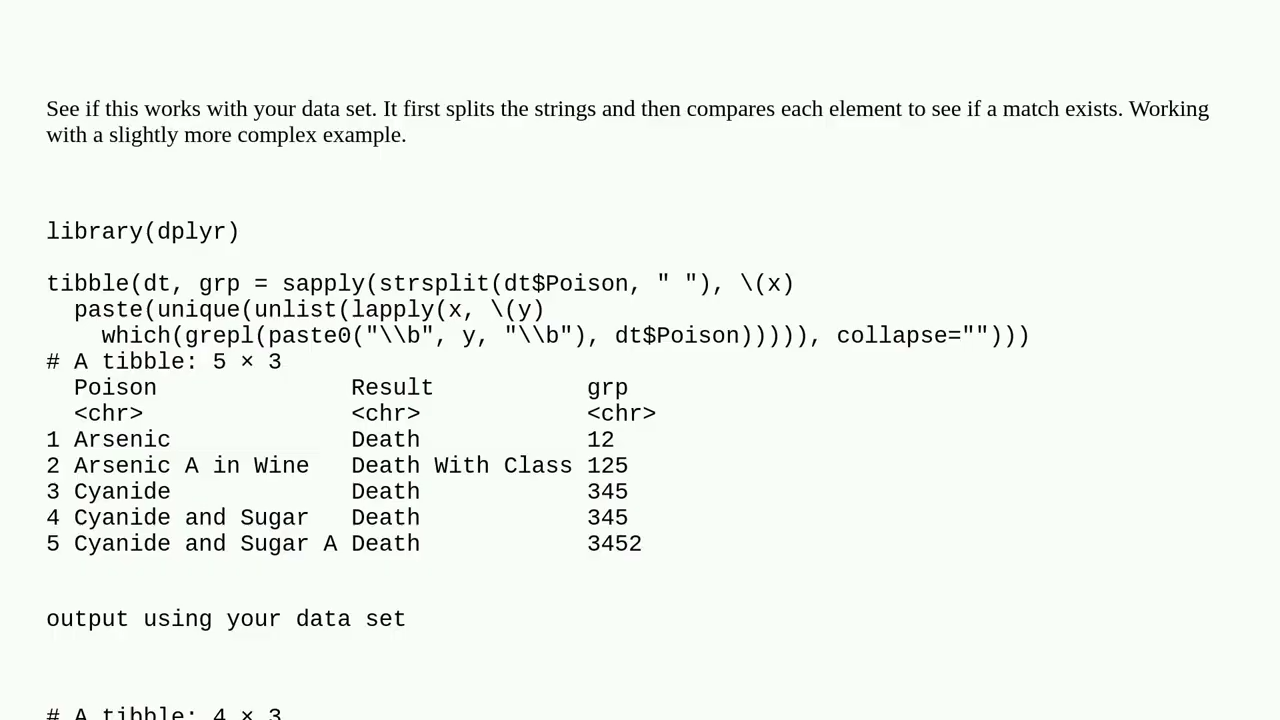 See if this works with your data set. It first splits the strings and then compares each element to see if a match exists. Working
with a slightly more complex example.
library(dplyr)
tibble(dt, grp = sapply(strsplit(dt$Poison, " "), \(x)
  paste(unique(unlist(lapply(x, \(y)
    which(grepl(paste0("\\b", y, "\\b"), dt$Poison))))), collapse="")))
# A tibble: 5 × 3
  Poison              Result           grp
  <chr>               <chr>            <chr>
1 Arsenic             Death            12
2 Arsenic A in Wine   Death With Class 125
3 Cyanide             Death            345
4 Cyanide and Sugar   Death            345
5 Cyanide and Sugar A Death            3452
output using your data set
# A tibble: 4 × 3